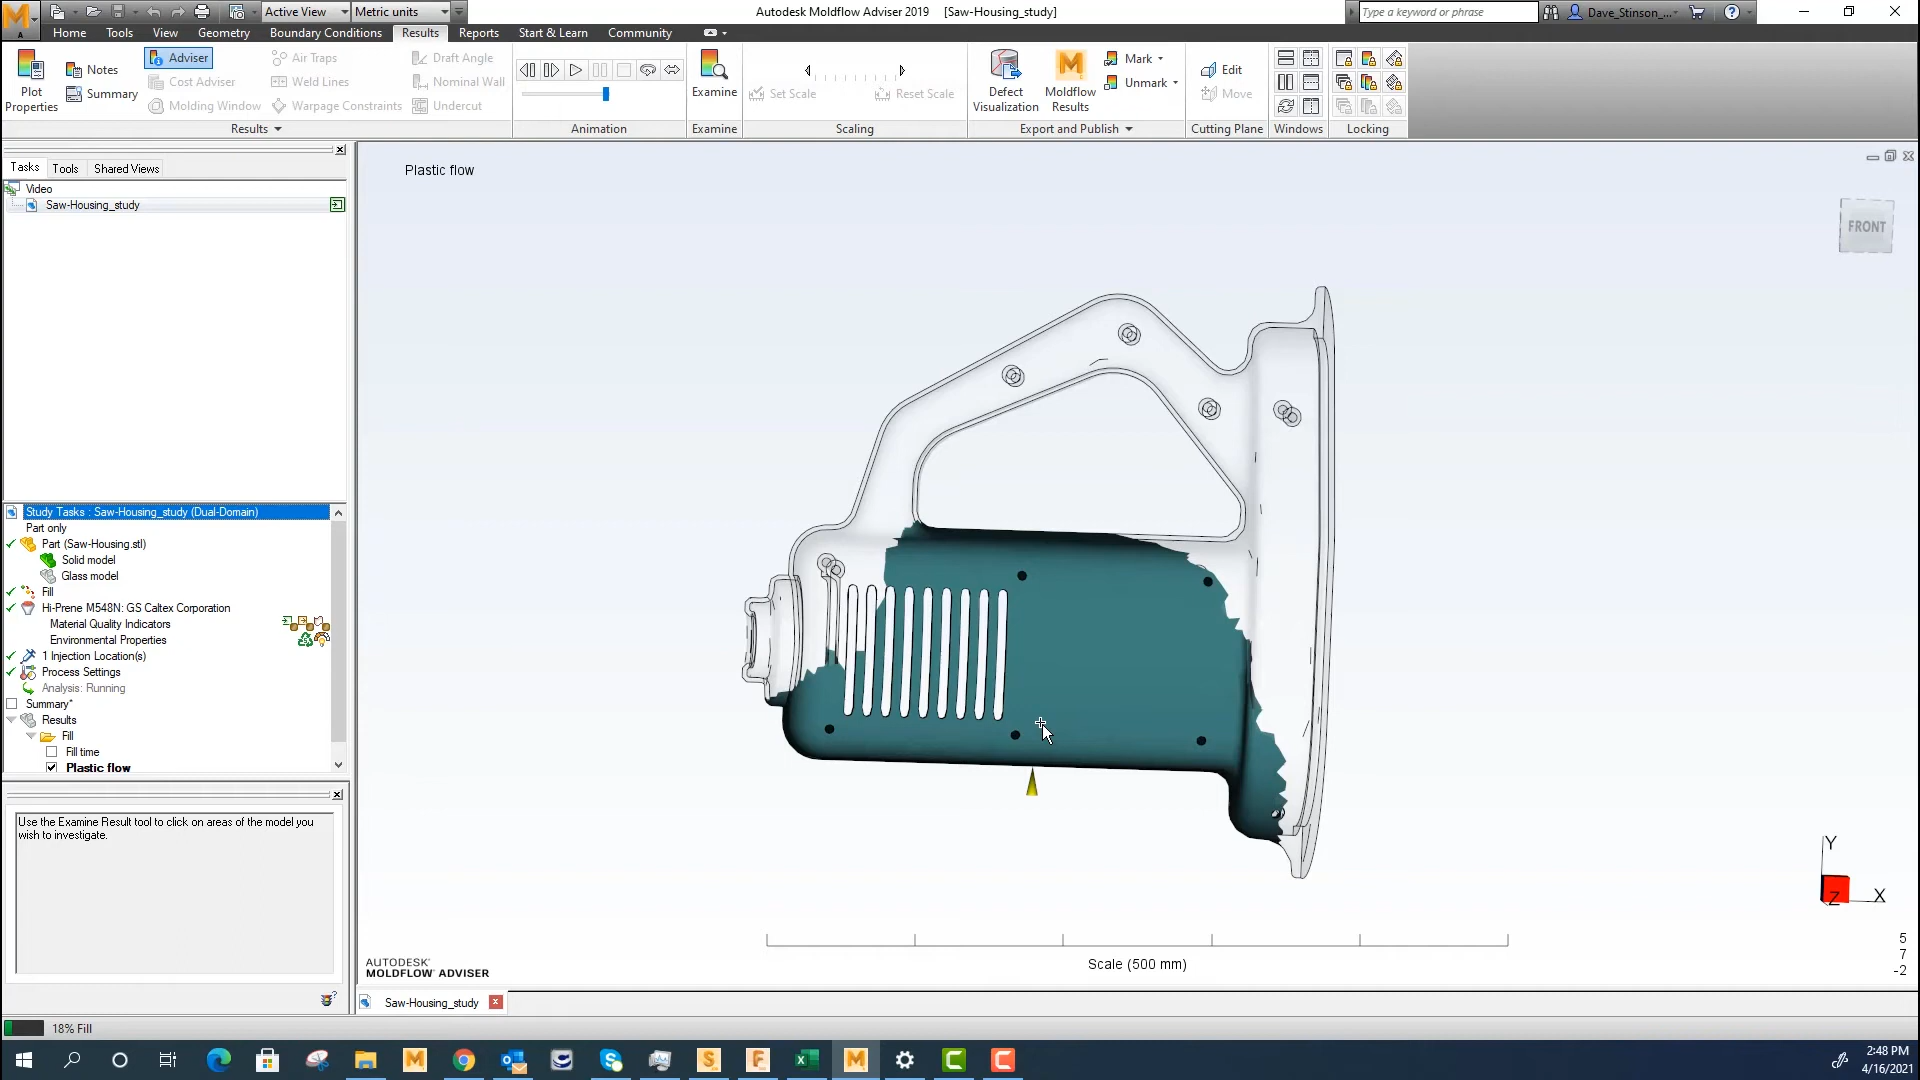 Active View
Metric units
Autodesk Moldflow Adviser 2019 [Saw-Housing_study]
Type a keyword or phrase
Dave_Stinson_...
Home
Tools
View
Geometry
Boundary Conditions
Results
Reports
Start & Learn
Community
Plot
Properties
Notes
Summary
Adviser
Cost Adviser
Molding Window
Air Traps
Weld Lines
Warpage Constraints
Draft Angle
Nominal Wall
Undercut
Examine
Set Scale
Reset Scale
Defect
Visualization
Moldflow
Results
Mark
Unmark
Edit
Move
Results
Animation
Examine
Scaling
Export and Publish
Cutting Plane
Windows
Locking
Tasks
Tools
Shared Views
Video
Saw-Housing_study
Study Tasks : Saw-Housing_study (Dual-Domain)
Part only
Part (Saw-Housing.stl)
Solid model
Glass model
Fill
Hi-Prene M548N: GS Caltex Corporation
Material Quality Indicators
Environmental Properties
1 Injection Location(s)
Process Settings
Analysis: Running
Summary*
Results
Fill
Fill time
Plastic flow
Use the Examine Result tool to click on areas of the model you
wish to investigate.
Plastic flow
FRONT
Y
Z
X
5
7
-2
Scale (500 mm)
AUTODESK'
MOLDFLOW' ADVISER
Saw-Housing_study
18% Fill
2:48 PM
4/16/2021